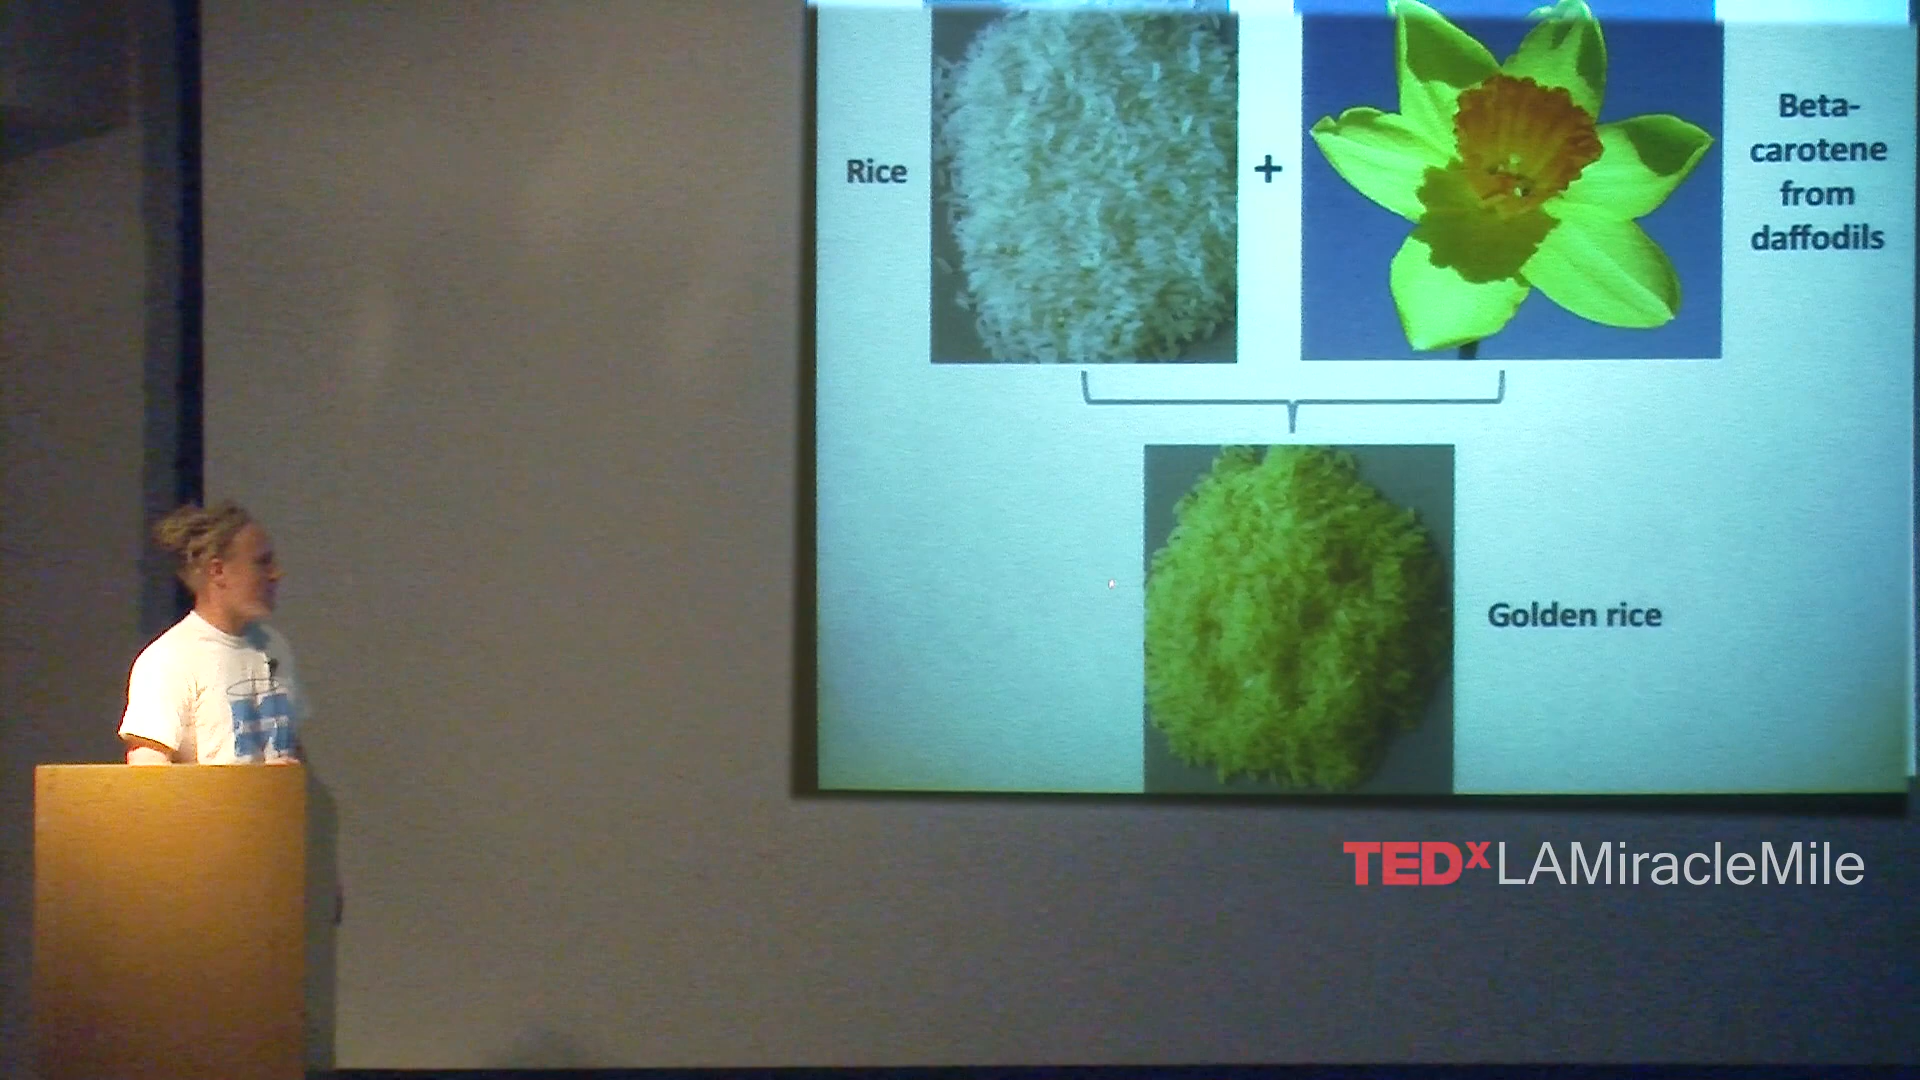 Rice
+
Beta-
carotene
from
daffodils
Golden rice
TEDxLAMiracleMile